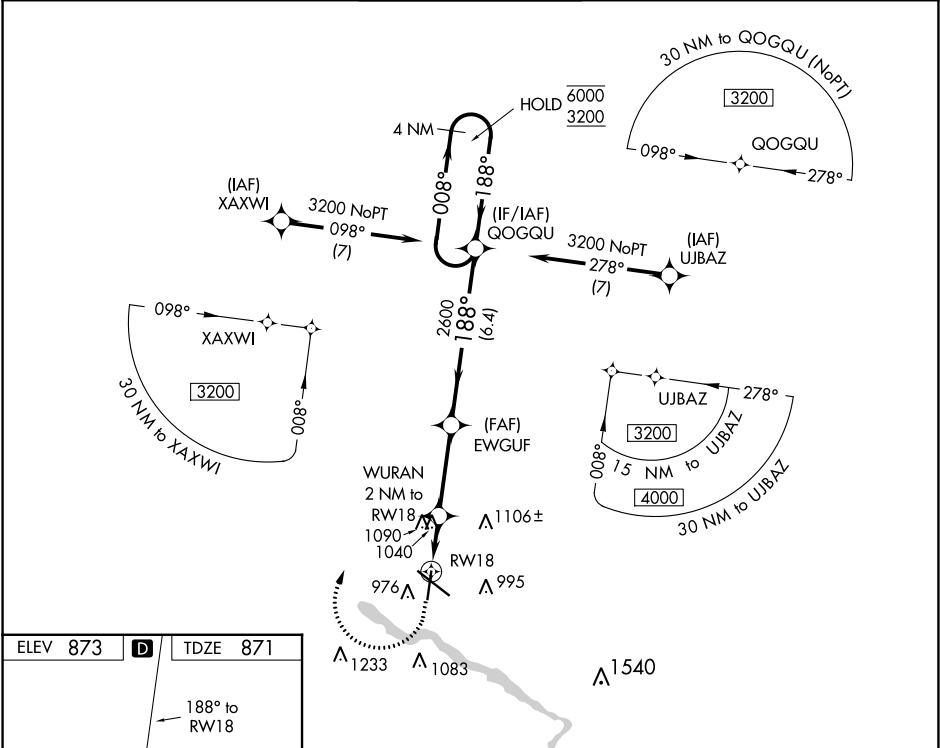 30 NM to QOGQU (NoPT)
3200
QOGQU
098°
278°
HOLD 6000
3200
4 NM
008°
188°
(IAF)
XAXWI
3200 NoPT
098°
(7)
(IF/IAF)
QOGQU
3200 NoPT
278°
(7)
(IAF)
UJBAZ
2600
188°
(6.4)
098°
XAXWI
3200
008°
30 NM to XAXWI
UJBAZ
278°
3200
008°
15 NM to UJBAZ
4000
30 NM to UJBAZ
(FAF)
EWGUF
WURAN
2 NM to
RW18
1090
1040
1106±
RW18
976
995
1233
1083
1540
ELEV 873 D TDZE 871
188° to
RW18